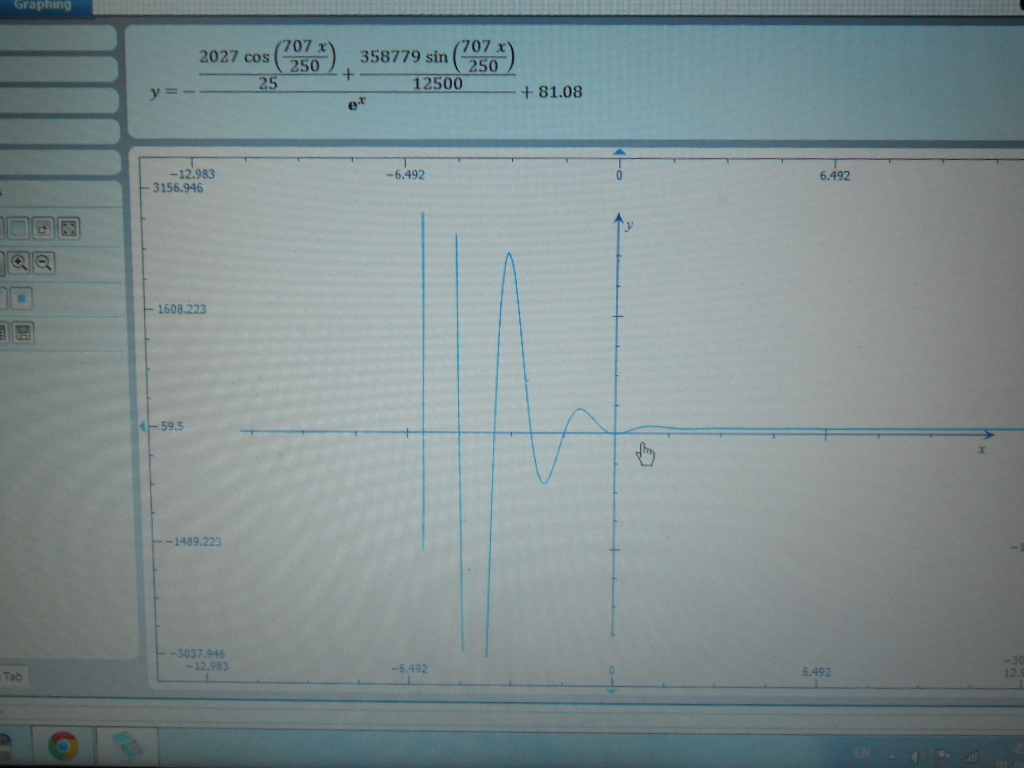 Graphing
y = − (2027 cos(707 x / 250) / 25 + 358779 sin(707 x / 250) / 12500) / e^x + 81.08
−12.983 −6.492 0 6.492
3156.946
y
1608.223
59.5
x
−1489.223
−3037.946
−12.983 −6.492 0 6.492
Tab
EN